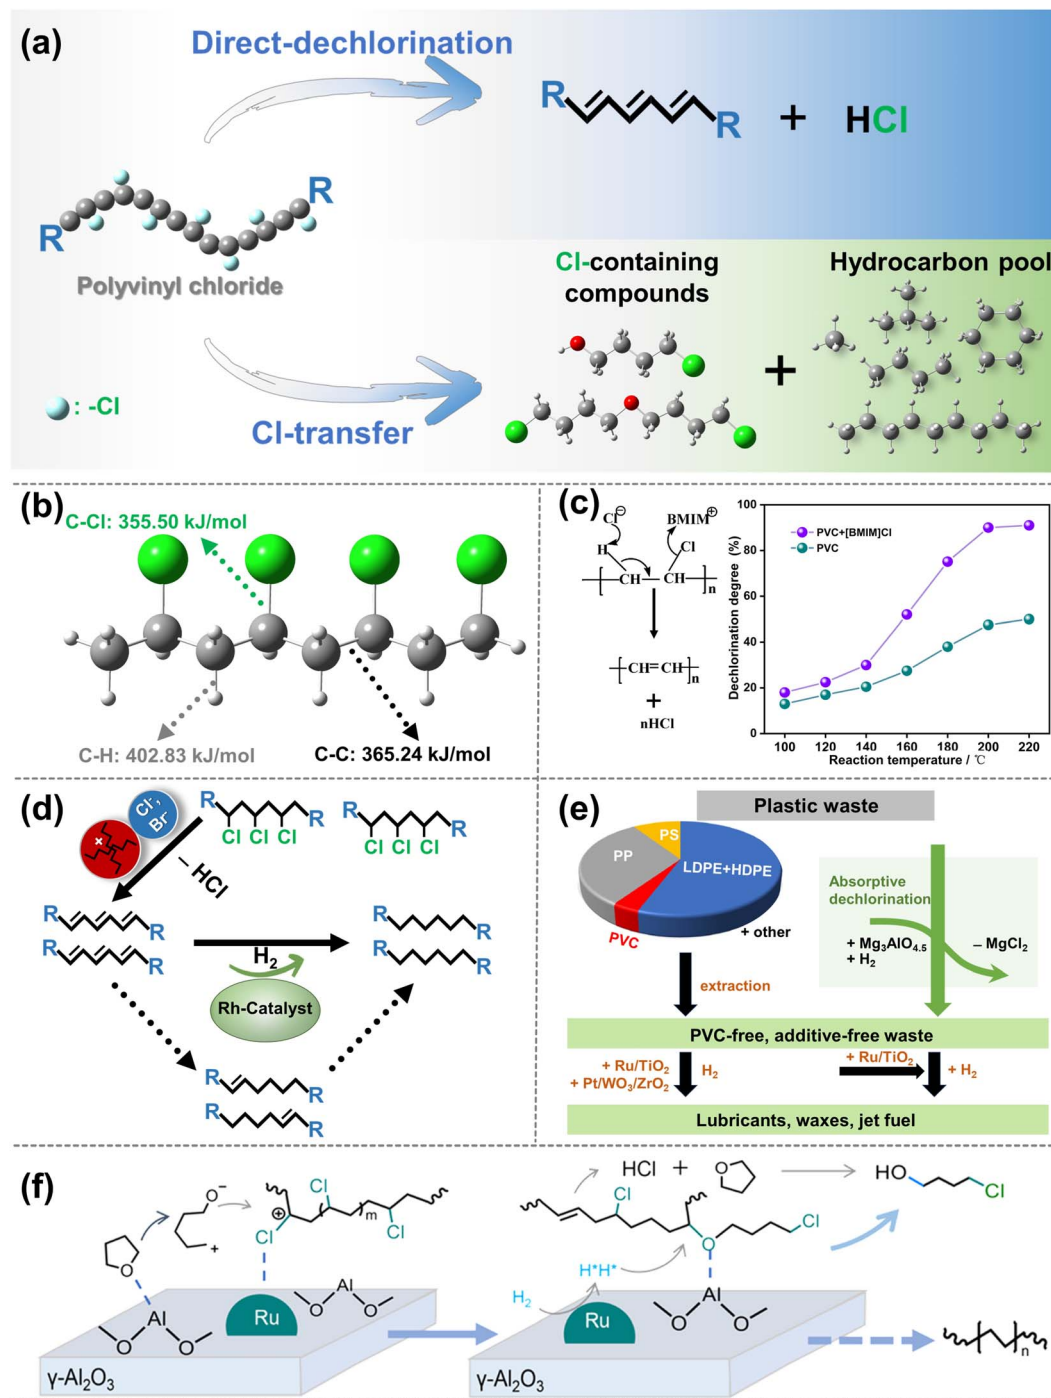 (a)
Direct-dechlorination
R
R
+
HCl
R
R
Polyvinyl chloride
: -Cl
Cl-transfer
Cl-containing
compounds
+
Hydrocarbon pool
(b)
C-Cl: 355.50 kJ/mol
C-H: 402.83 kJ/mol
C-C: 365.24 kJ/mol
(c)
Cl⊖
BMIM⊕
H
Cl
CH
CH
n
CH=CH
n
+
nHCl
Dechlorination degree (%)
100
80
60
40
20
0
PVC+[BMIM]Cl
PVC
100 120 140 160 180 200 220
Reaction temperature / ℃
(d)
Cl-,
Br-
+
R
R
Cl Cl Cl
R
R
Cl Cl Cl
– HCl
R
R
R
R
H2
Rh-Catalyst
R
R
R
R
R
R
R
R
(e)
Plastic waste
PS
PP
LDPE+HDPE
PVC
+ other
Absorptive
dechlorination
+ Mg3AlO4.5
+ H2
– MgCl2
extraction
PVC-free, additive-free waste
+ Ru/TiO2
+ Pt/WO3/ZrO2
H2
+ Ru/TiO2
+ H2
Lubricants, waxes, jet fuel
(f)
O
O−
+
Cl
+
Cl
m
Cl
Al
O
O
Ru
Al
O
O
γ-Al2O3
HCl +
O
HO
Cl
Cl
Cl
O
H*H*
H2
Ru
Al
O
O
γ-Al2O3
n